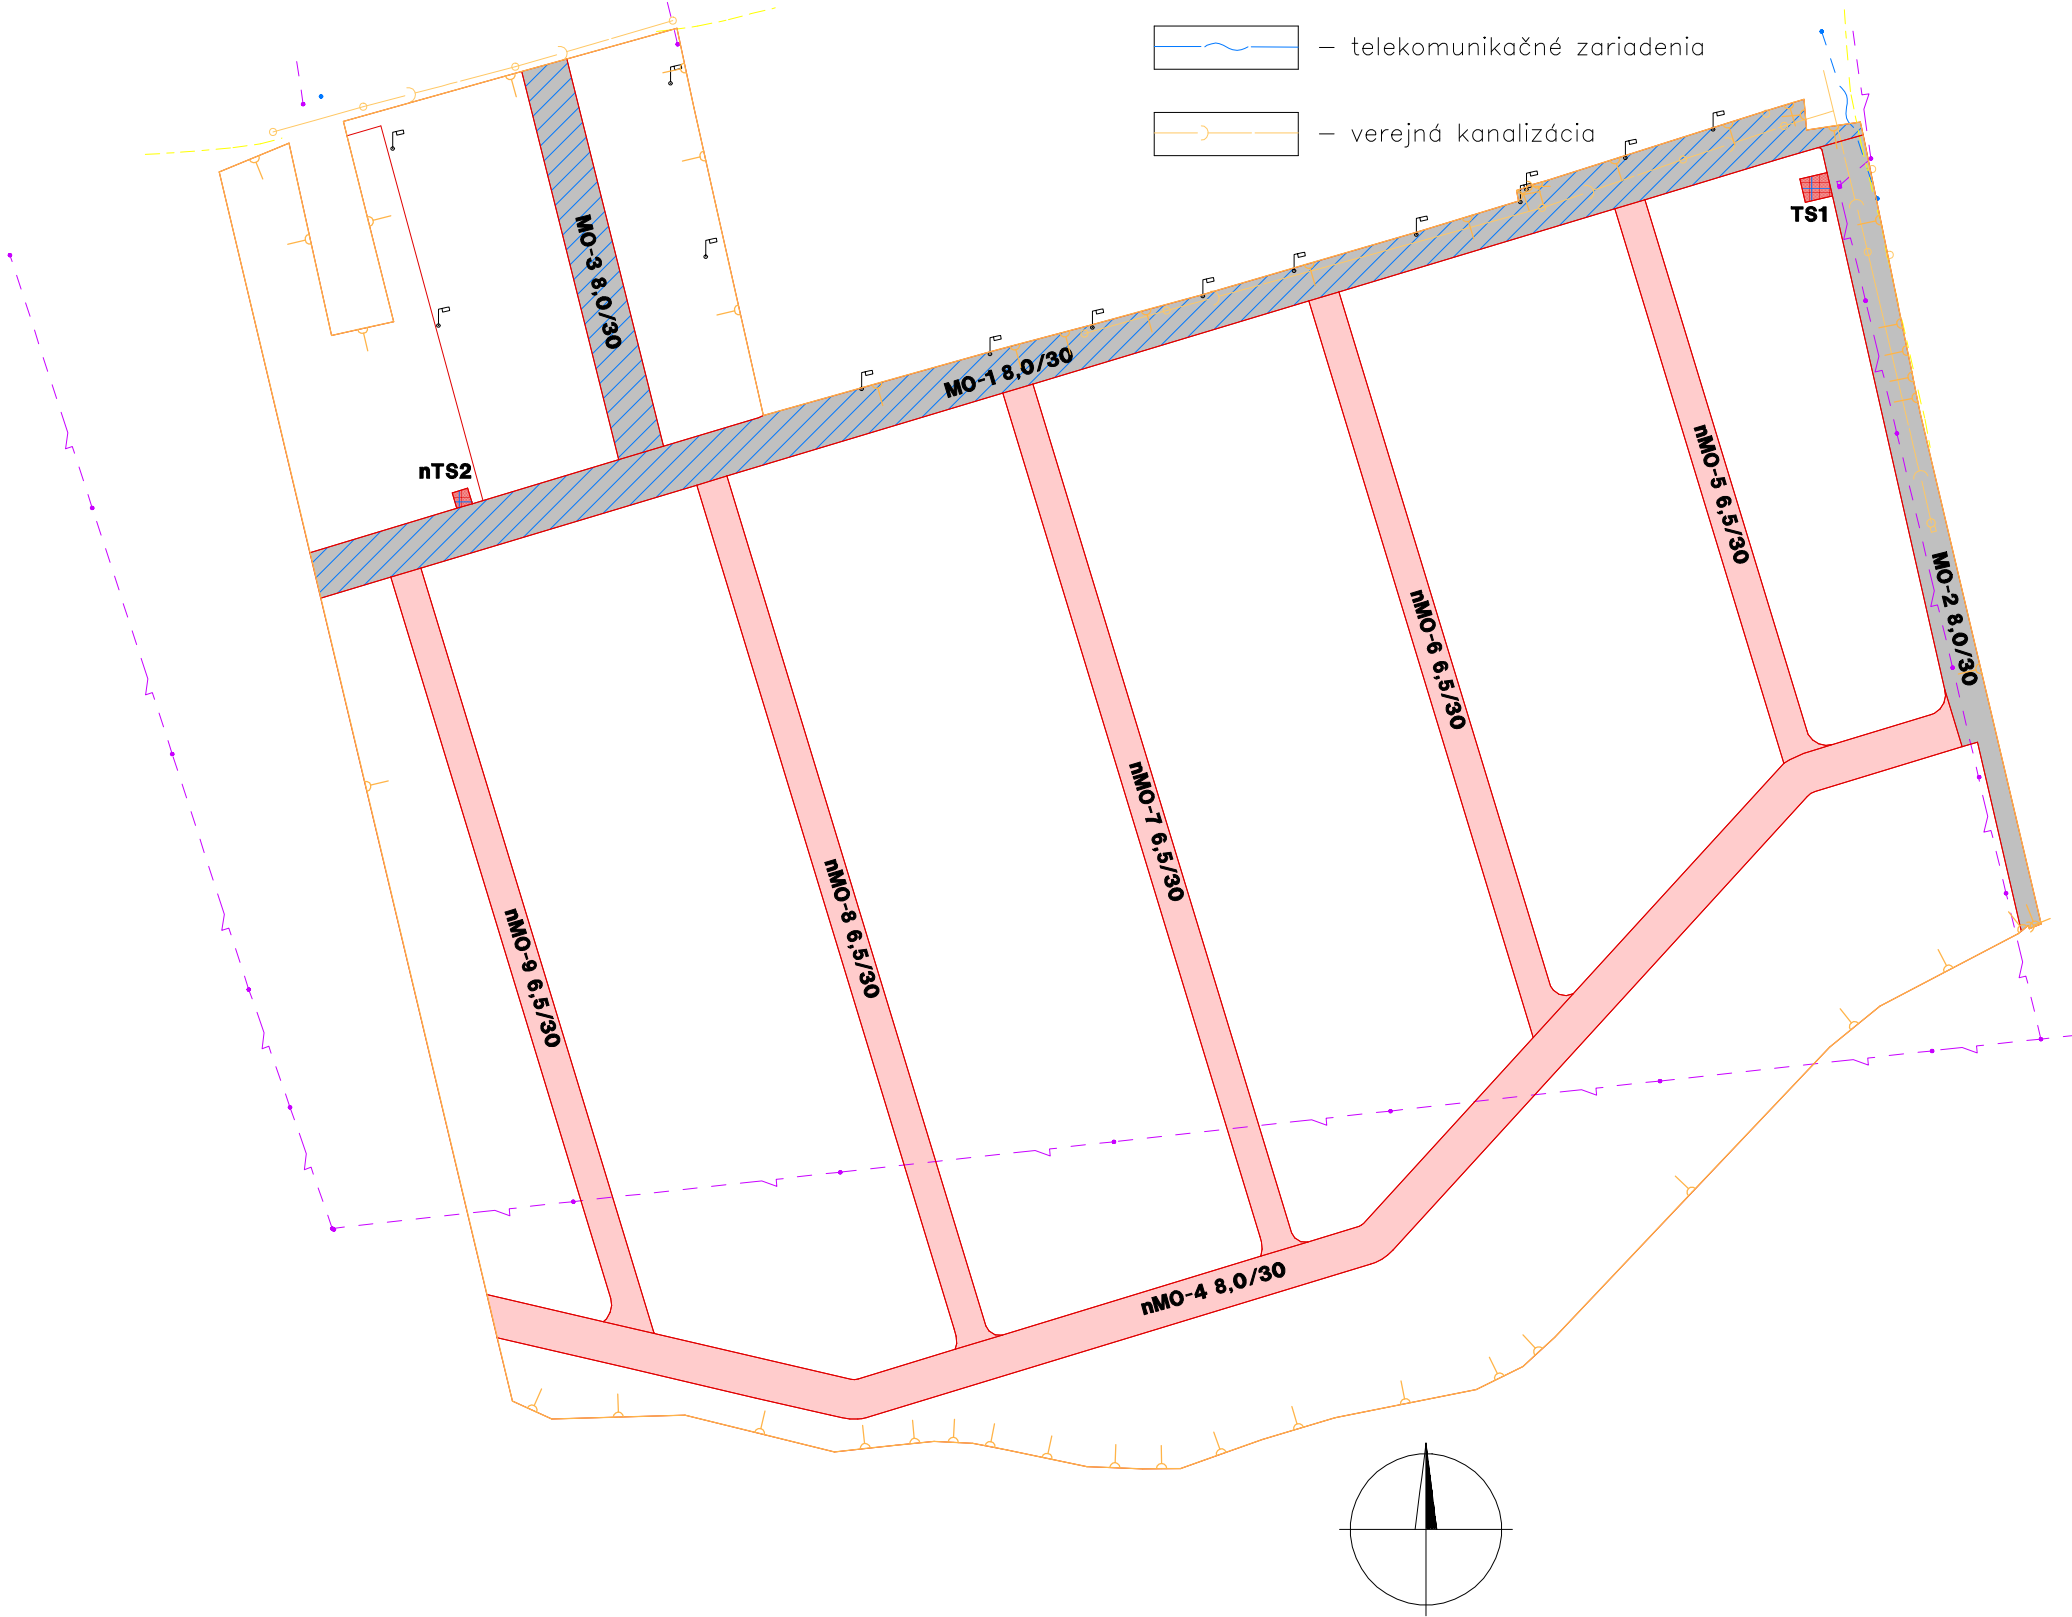 – telekomunikačné zariadenia
– verejná kanalizácia
TS1
MO-3 8,0/30
MO-1 8,0/30
nTS2
nMO-5 6,5/30
MO-2 8,0/30
nMO-6 6,5/30
nMO-7 6,5/30
nMO-8 6,5/30
nMO-9 6,5/30
nMO-4 8,0/30